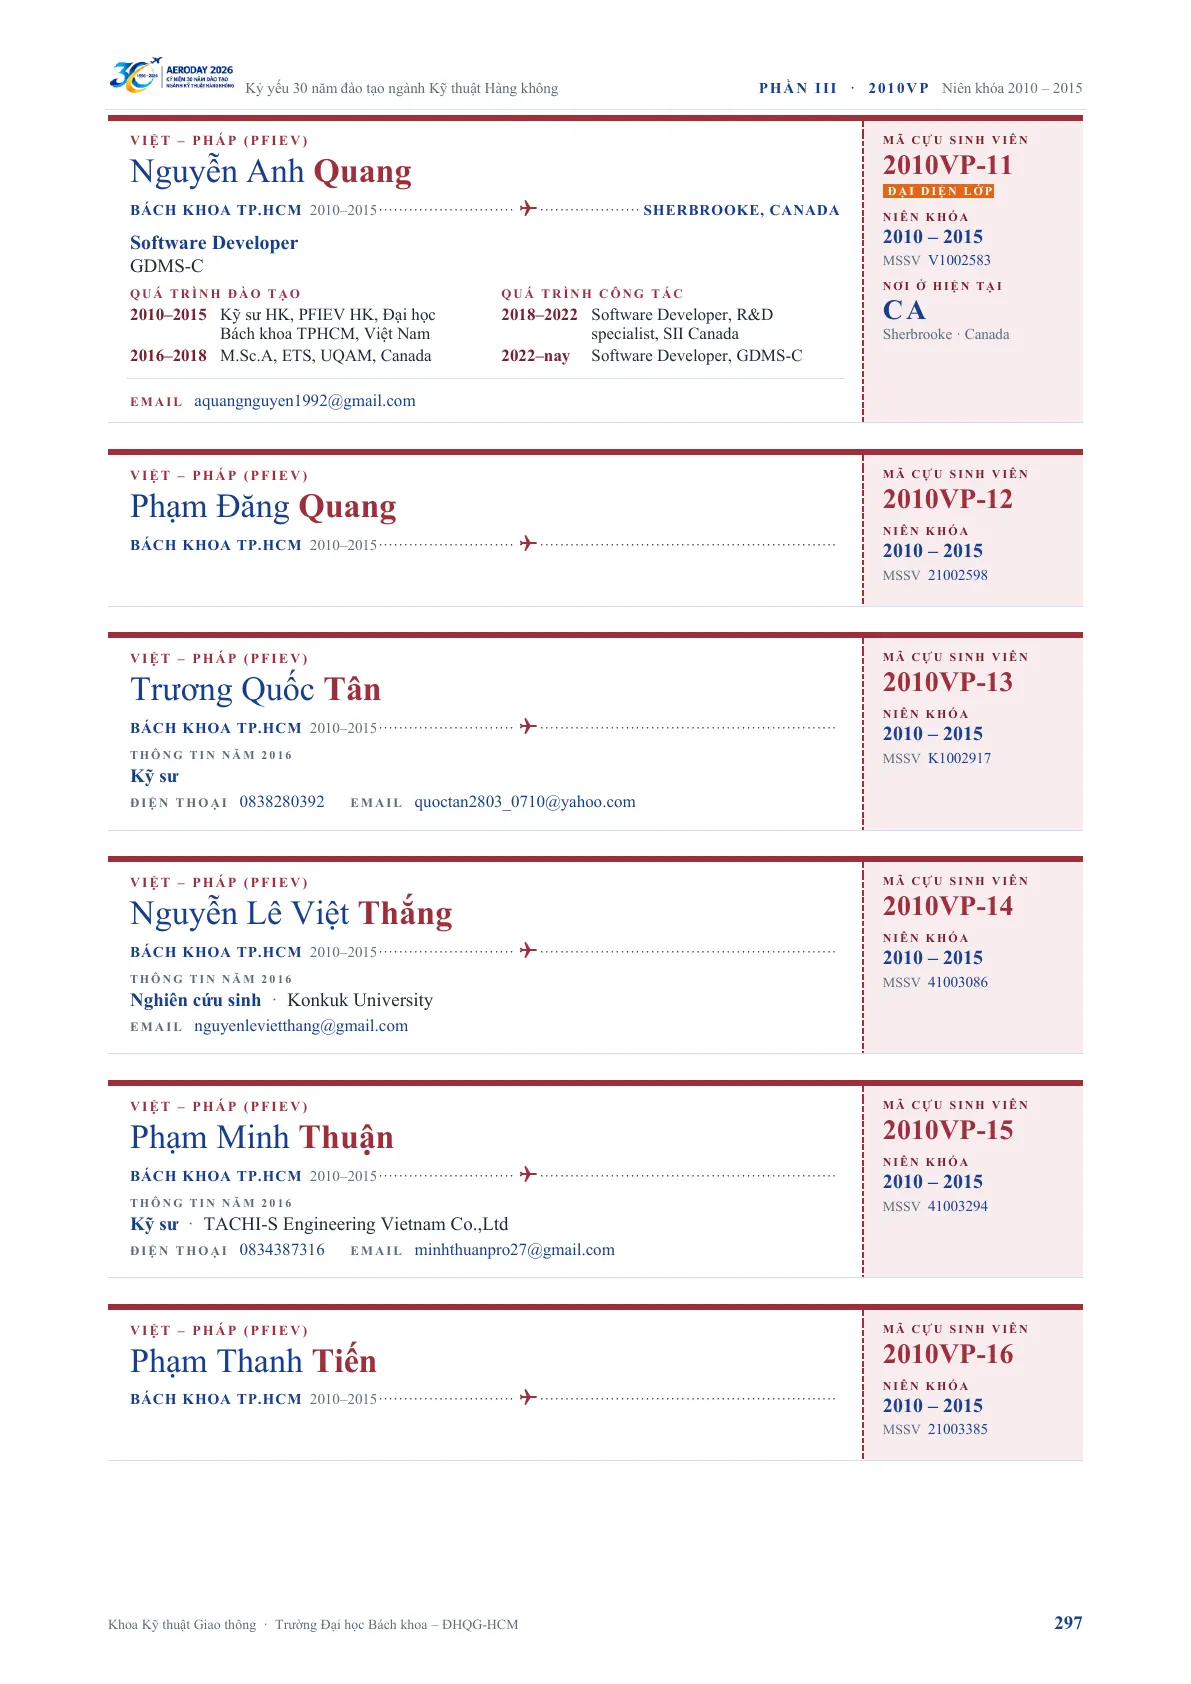 30
1996 - 2026
AERODAY 2026
KỶ NIỆM 30 NĂM ĐÀO TẠO
NGÀNH KỸ THUẬT HÀNG KHÔNG
Kỷ yếu 30 năm đào tạo ngành Kỹ thuật Hàng không
PHẦN III · 2010VP Niên khóa 2010 – 2015
VIỆT – PHÁP (PFIEV)
Nguyễn Anh Quang
BÁCH KHOA TP.HCM 2010–2015 SHERBROOKE, CANADA
Software Developer
GDMS-C
QUÁ TRÌNH ĐÀO TẠO
2010–2015 Kỹ sư HK, PFIEV HK, Đại học
Bách khoa TPHCM, Việt Nam
2016–2018 M.Sc.A, ETS, UQAM, Canada
QUÁ TRÌNH CÔNG TÁC
2018–2022 Software Developer, R&D
specialist, SII Canada
2022–nay Software Developer, GDMS-C
EMAIL aquangnguyen1992@gmail.com
MÃ CỰU SINH VIÊN
2010VP-11
ĐẠI DIỆN LỚP
NIÊN KHÓA
2010 – 2015
MSSV V1002583
NƠI Ở HIỆN TẠI
CA
Sherbrooke · Canada
VIỆT – PHÁP (PFIEV)
Phạm Đăng Quang
BÁCH KHOA TP.HCM 2010–2015
MÃ CỰU SINH VIÊN
2010VP-12
NIÊN KHÓA
2010 – 2015
MSSV 21002598
VIỆT – PHÁP (PFIEV)
Trương Quốc Tân
BÁCH KHOA TP.HCM 2010–2015
THÔNG TIN NĂM 2016
Kỹ sư
ĐIỆN THOẠI 0838280392 EMAIL quoctan2803_0710@yahoo.com
MÃ CỰU SINH VIÊN
2010VP-13
NIÊN KHÓA
2010 – 2015
MSSV K1002917
VIỆT – PHÁP (PFIEV)
Nguyễn Lê Việt Thắng
BÁCH KHOA TP.HCM 2010–2015
THÔNG TIN NĂM 2016
Nghiên cứu sinh · Konkuk University
EMAIL nguyenlevietthang@gmail.com
MÃ CỰU SINH VIÊN
2010VP-14
NIÊN KHÓA
2010 – 2015
MSSV 41003086
VIỆT – PHÁP (PFIEV)
Phạm Minh Thuận
BÁCH KHOA TP.HCM 2010–2015
THÔNG TIN NĂM 2016
Kỹ sư · TACHI-S Engineering Vietnam Co.,Ltd
ĐIỆN THOẠI 0834387316 EMAIL minhthuanpro27@gmail.com
MÃ CỰU SINH VIÊN
2010VP-15
NIÊN KHÓA
2010 – 2015
MSSV 41003294
VIỆT – PHÁP (PFIEV)
Phạm Thanh Tiến
BÁCH KHOA TP.HCM 2010–2015
MÃ CỰU SINH VIÊN
2010VP-16
NIÊN KHÓA
2010 – 2015
MSSV 21003385
Khoa Kỹ thuật Giao thông · Trường Đại học Bách khoa – ĐHQG-HCM
297